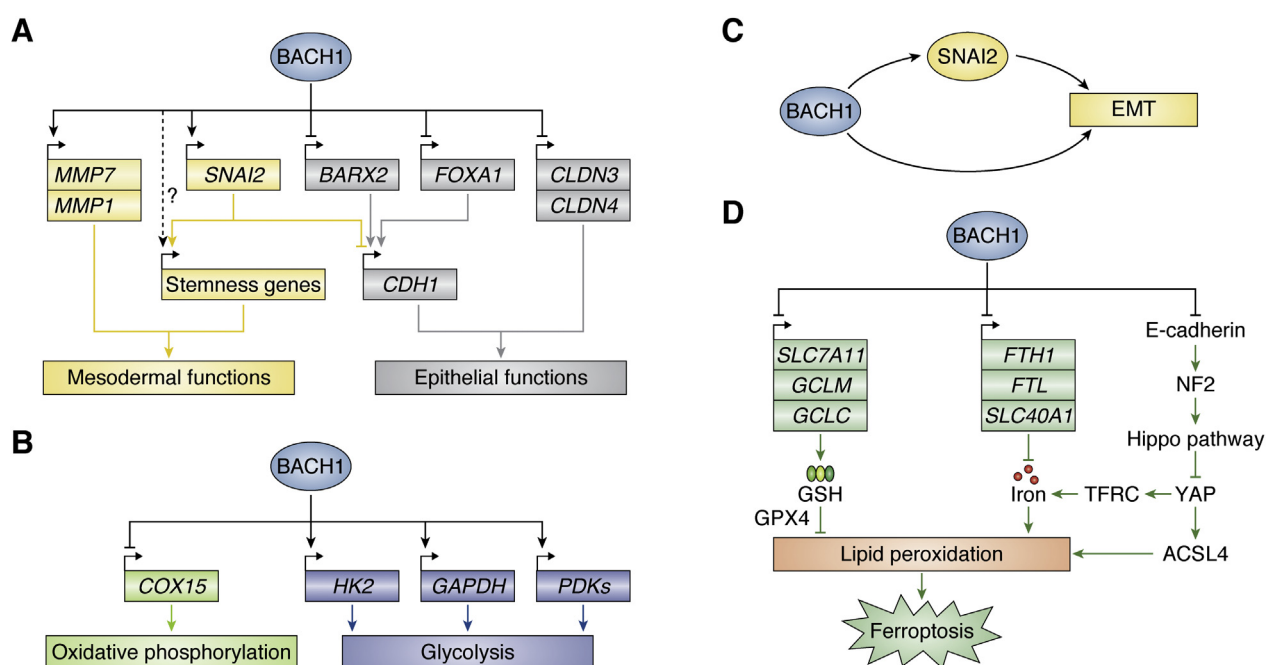 A
BACH1
MMP7
MMP1
?
SNAI2
BARX2
FOXA1
CLDN3
CLDN4
Stemness genes
CDH1
Mesodermal functions
Epithelial functions
B
BACH1
COX15
HK2
GAPDH
PDKs
Oxidative phosphorylation
Glycolysis
C
BACH1
SNAI2
EMT
D
BACH1
SLC7A11
GCLM
GCLC
GSH
GPX4
FTH1
FTL
SLC40A1
Iron
TFRC
E-cadherin
NF2
Hippo pathway
YAP
ACSL4
Lipid peroxidation
Ferroptosis